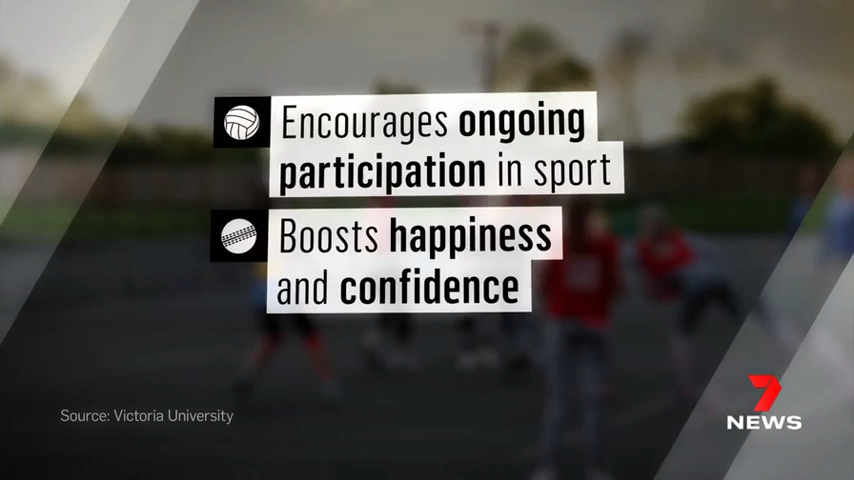 Encourages ongoing
participation in sport
Boosts happiness
and confidence
Source: Victoria University
7
NEWS